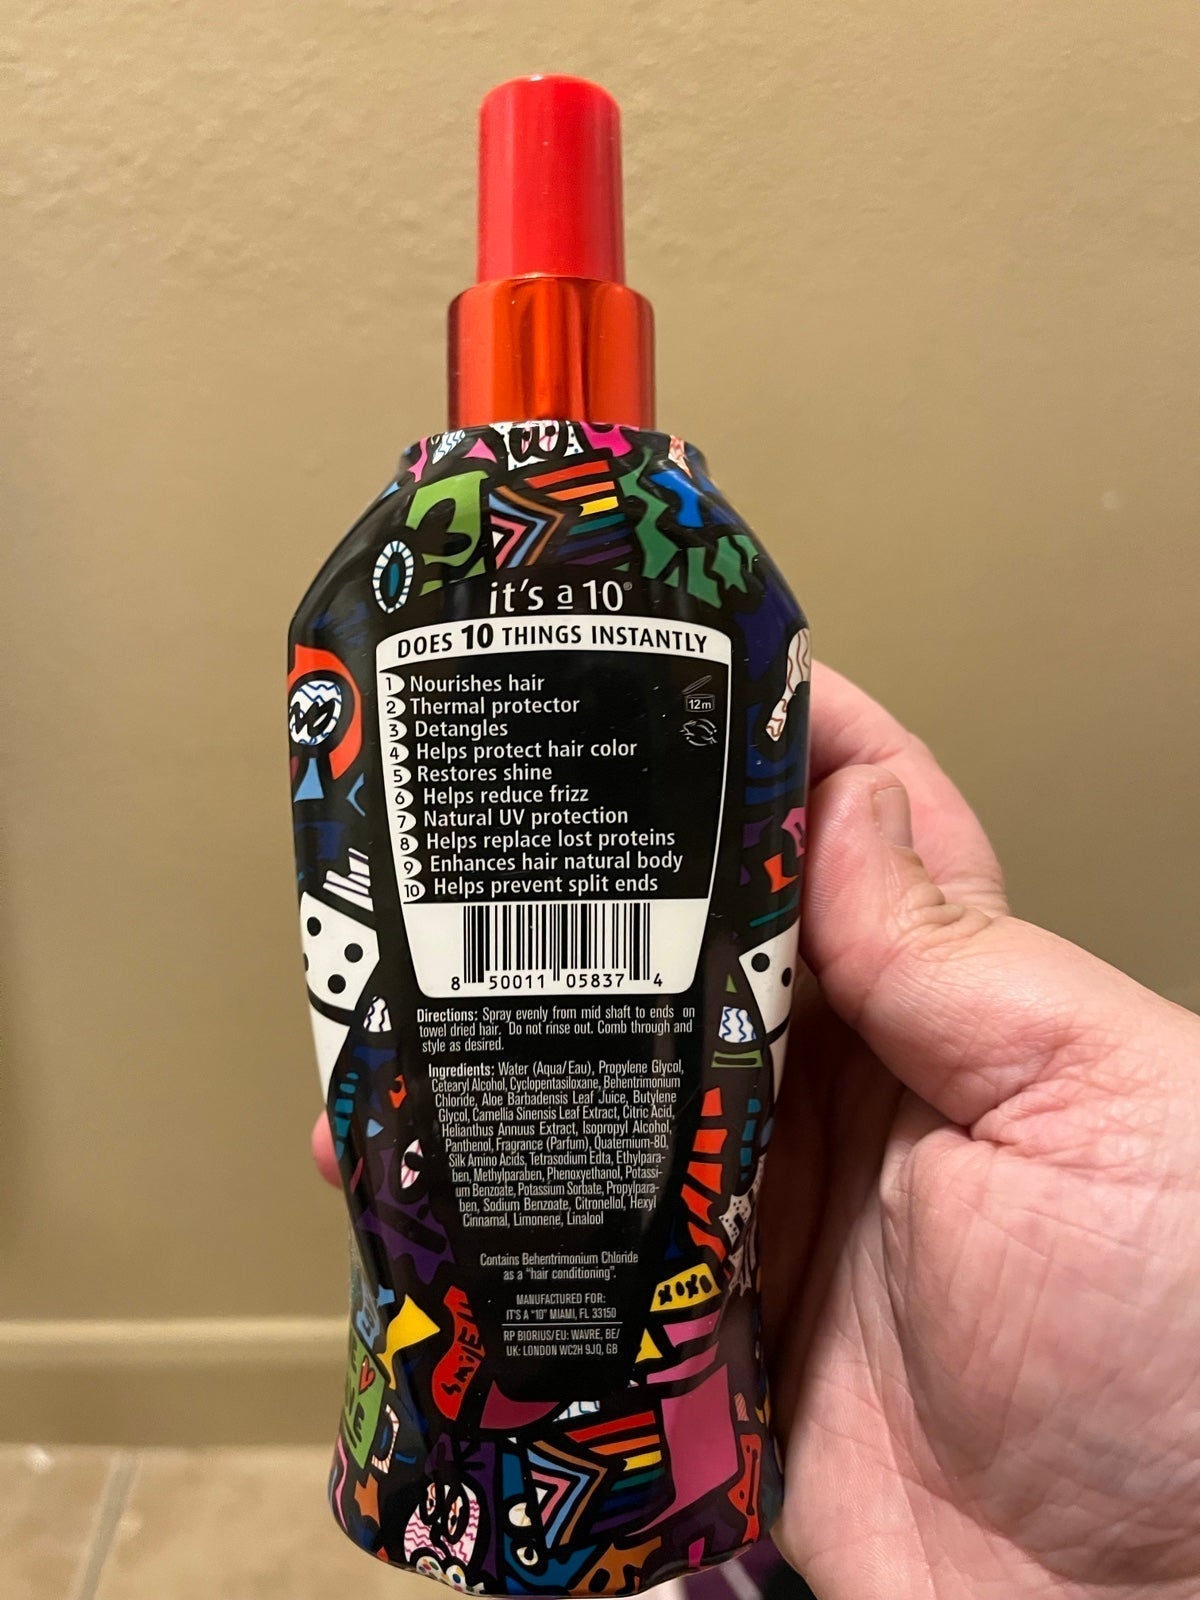 it's a 10®
DOES 10 THINGS INSTANTLY
1 Nourishes hair
2 Thermal protector
3 Detangles
4 Helps protect hair color
5 Restores shine
6 Helps reduce frizz
7 Natural UV protection
8 Helps replace lost proteins
9 Enhances hair natural body
10 Helps prevent split ends
12m
8 50011 05837 4
Directions: Spray evenly from mid shaft to ends on
towel dried hair. Do not rinse out. Comb through and
style as desired.
Ingredients: Water (Aqua/Eau), Propylene Glycol,
Cetearyl Alcohol, Cyclopentasiloxane, Behentrimonium
Chloride, Aloe Barbadensis Leaf Juice, Butylene
Glycol, Camellia Sinensis Leaf Extract, Citric Acid,
Helianthus Annuus Extract, Isopropyl Alcohol,
Panthenol, Fragrance (Parfum), Quaternium-80,
Silk Amino Acids, Tetrasodium Edta, Ethylpara-
ben, Methylparaben, Phenoxyethanol, Potassi-
um Benzoate, Potassium Sorbate, Propylpara-
ben, Sodium Benzoate, Citronellol, Hexyl
Cinnamal, Limonene, Linalool
Contains Behentrimonium Chloride
as a "hair conditioning".
XOXO
MANUFACTURED FOR:
IT'S A "10" MIAMI, FL 33150
RP BIORIUS/EU: WAVRE, BE/
UK: LONDON WC2H 9JQ, GB